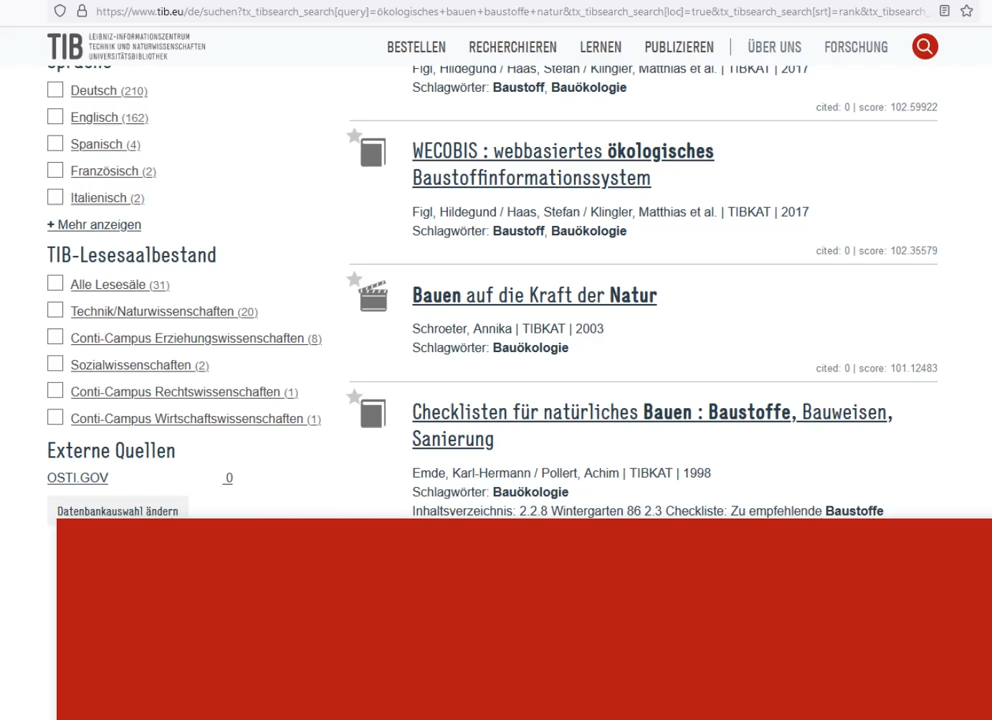 https://www.tib.eu/de/suchen?tx_tibsearch_search[query]=ökologisches+bauen+baustoffe+natur&tx_tibsearch_search[loc]=true&tx_tibsearch_search[srt]=rank&tx_tibsearch_
TIB LEIBNIZ-INFORMATIONSZENTRUM
TECHNIK UND NATURWISSENSCHAFTEN
UNIVERSITÄTSBIBLIOTHEK
BESTELLEN RECHERCHIEREN LERNEN PUBLIZIEREN | ÜBER UNS FORSCHUNG
Sprache
Deutsch (210)
Englisch (162)
Spanisch (4)
Französisch (2)
Italienisch (2)
+ Mehr anzeigen
TIB-Lesesaalbestand
Alle Lesesäle (31)
Technik/Naturwissenschaften (20)
Conti-Campus Erziehungswissenschaften (8)
Sozialwissenschaften (2)
Conti-Campus Rechtswissenschaften (1)
Conti-Campus Wirtschaftswissenschaften (1)
Externe Quellen
OSTI.GOV 0
Datenbankauswahl ändern
Figl, Hildegund / Haas, Stefan / Klingler, Matthias et al. | TIBKAT | 2017
Schlagwörter: Baustoff, Bauökologie
cited: 0 | score: 102.59922
WECOBIS : webbasiertes ökologisches
Baustoffinformationssystem
Figl, Hildegund / Haas, Stefan / Klingler, Matthias et al. | TIBKAT | 2017
Schlagwörter: Baustoff, Bauökologie
cited: 0 | score: 102.35579
Bauen auf die Kraft der Natur
Schroeter, Annika | TIBKAT | 2003
Schlagwörter: Bauökologie
cited: 0 | score: 101.12483
Checklisten für natürliches Bauen : Baustoffe, Bauweisen,
Sanierung
Emde, Karl-Hermann / Pollert, Achim | TIBKAT | 1998
Schlagwörter: Bauökologie
Inhaltsverzeichnis: 2.2.8 Wintergarten 86 2.3 Checkliste: Zu empfehlende Baustoffe